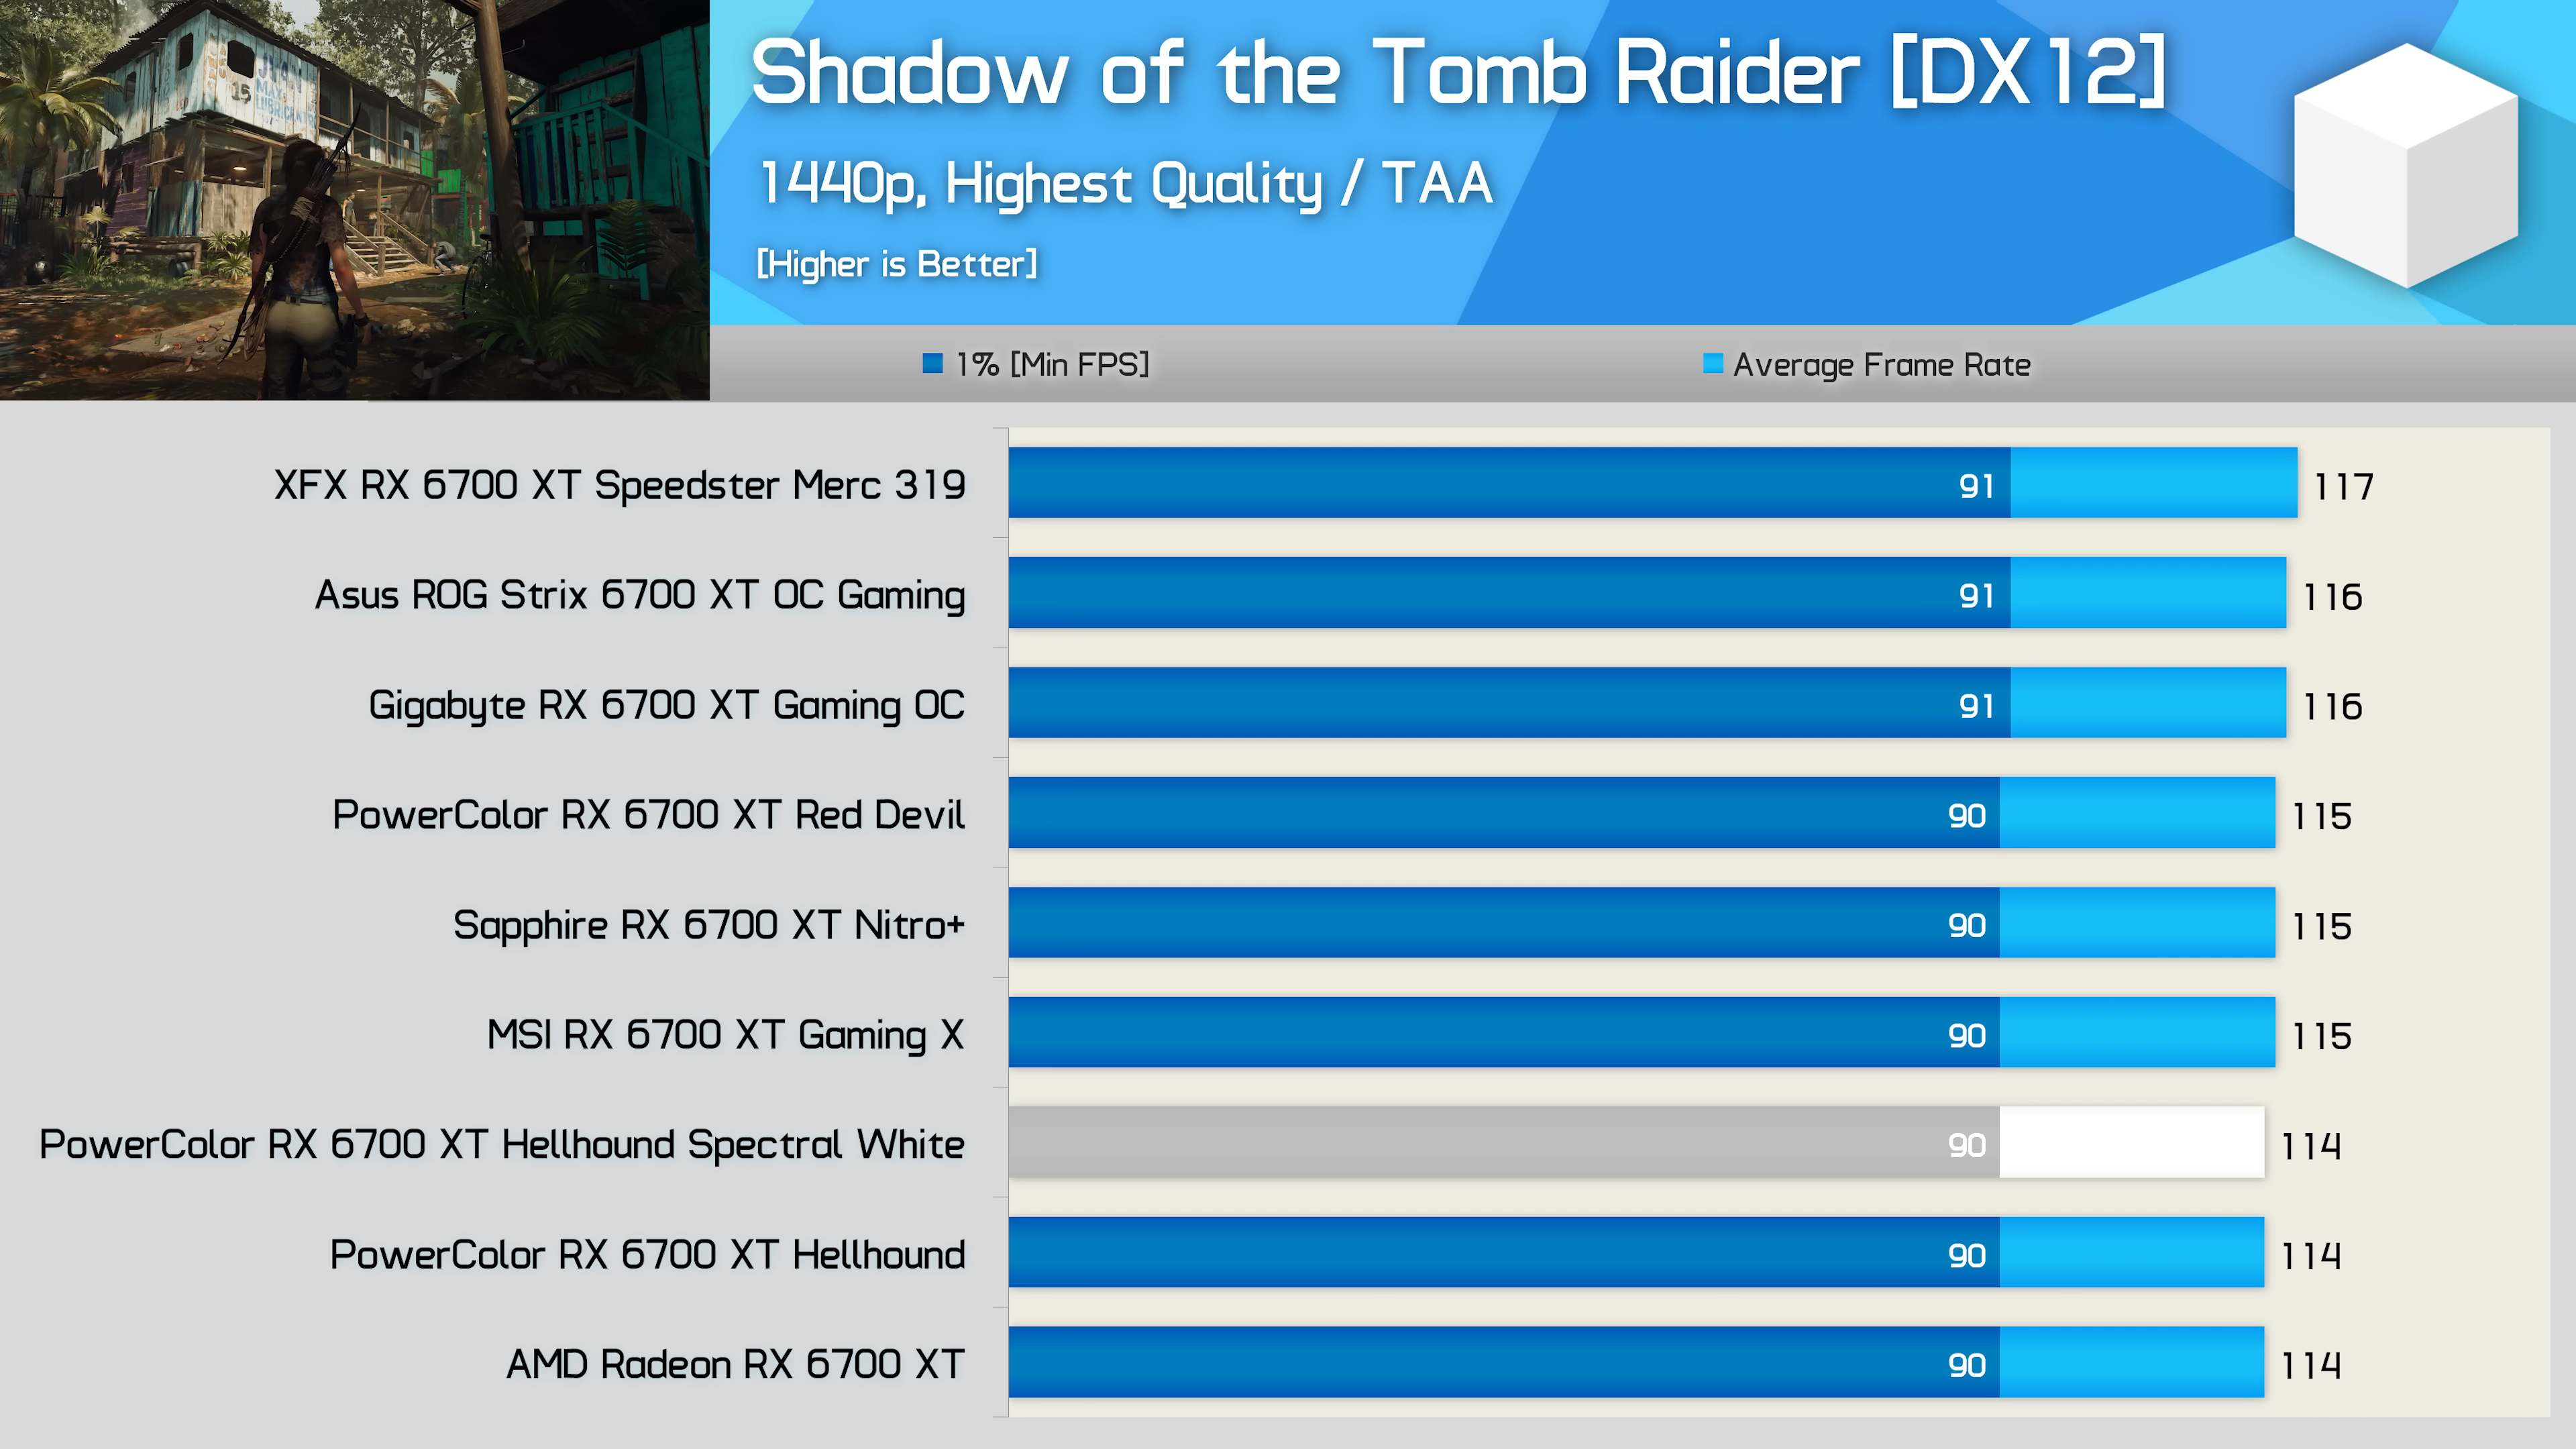 Shadow of the Tomb Raider [DX12]
1440p, Highest Quality / TAA
[Higher is Better]
1% [Min FPS] Average Frame Rate
XFX RX 6700 XT Speedster Merc 319 91 117
Asus ROG Strix 6700 XT OC Gaming 91 116
Gigabyte RX 6700 XT Gaming OC 91 116
PowerColor RX 6700 XT Red Devil 90 115
Sapphire RX 6700 XT Nitro+ 90 115
MSI RX 6700 XT Gaming X 90 115
PowerColor RX 6700 XT Hellhound Spectral White 90 114
PowerColor RX 6700 XT Hellhound 90 114
AMD Radeon RX 6700 XT 90 114